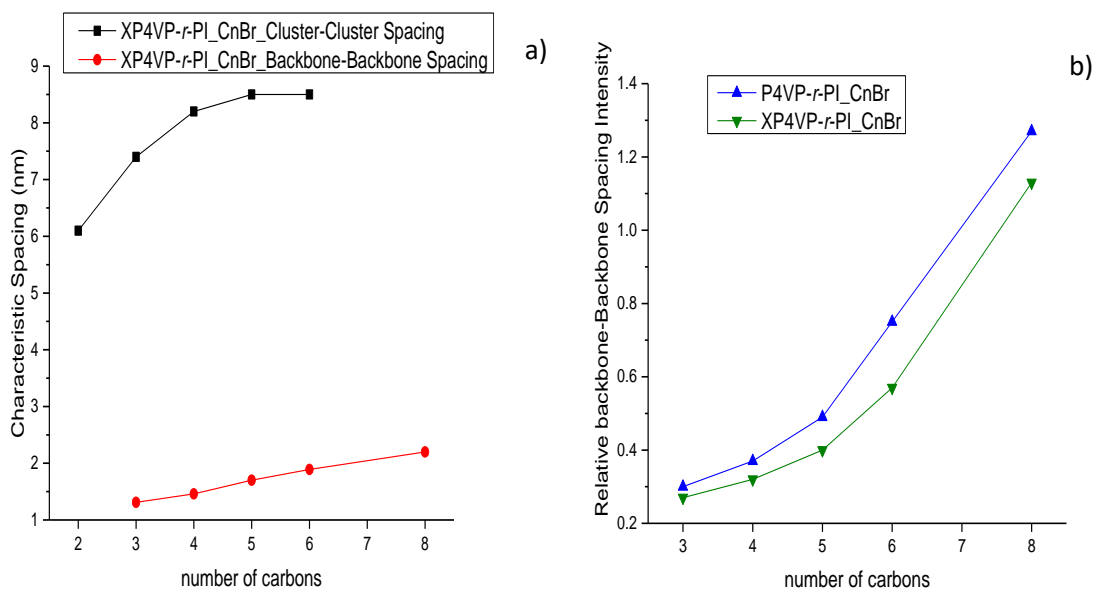 XP4VP-r-PI_CnBr_Cluster-Cluster Spacing
XP4VP-r-PI_CnBr_Backbone-Backbone Spacing
a)
Characteristic Spacing (nm)
9
8
7
6
5
4
3
2
1
2 3 4 5 6 7 8
number of carbons
b)
P4VP-r-PI_CnBr
XP4VP-r-PI_CnBr
Relative backbone-Backbone Spacing Intensity
1.4
1.2
1.0
0.8
0.6
0.4
0.2
3 4 5 6 7 8
number of carbons